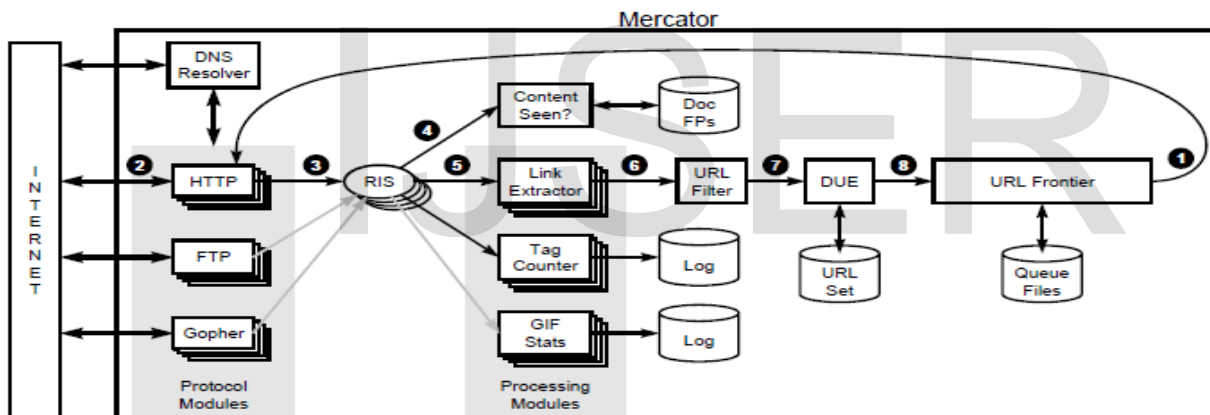 Mercator
IJSER
DNS
Resolver
Content
Seen?
Doc
FPs
4
1
2
3
5
6
7
8
I
N
T
E
R
N
E
T
HTTP
RIS
Link
Extractor
URL
Filter
DUE
URL Frontier
FTP
Tag
Counter
Log
URL
Set
Queue
Files
Gopher
GIF
Stats
Log
Protocol
Modules
Processing
Modules